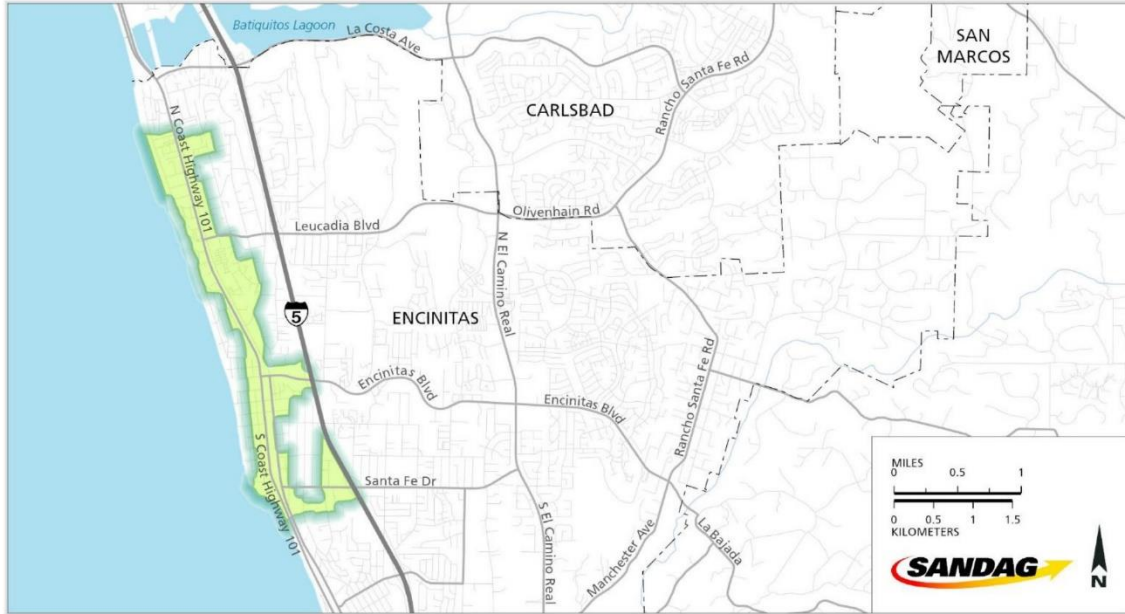 Batiquitos Lagoon
La Costa Ave
SAN
MARCOS
CARLSBAD
Rancho Santa Fe Rd
N Coast Highway 101
Leucadia Blvd
Olivenhain Rd
N El Camino Real
5
ENCINITAS
Encinitas Blvd
Encinitas Blvd
Rancho Santa Fe Rd
S Coast Highway 101
Santa Fe Dr
S El Camino Real
Manchester Ave
La Bajada
MILES
0 0.5 1
0 0.5 1 1.5
KILOMETERS
SANDAG
N